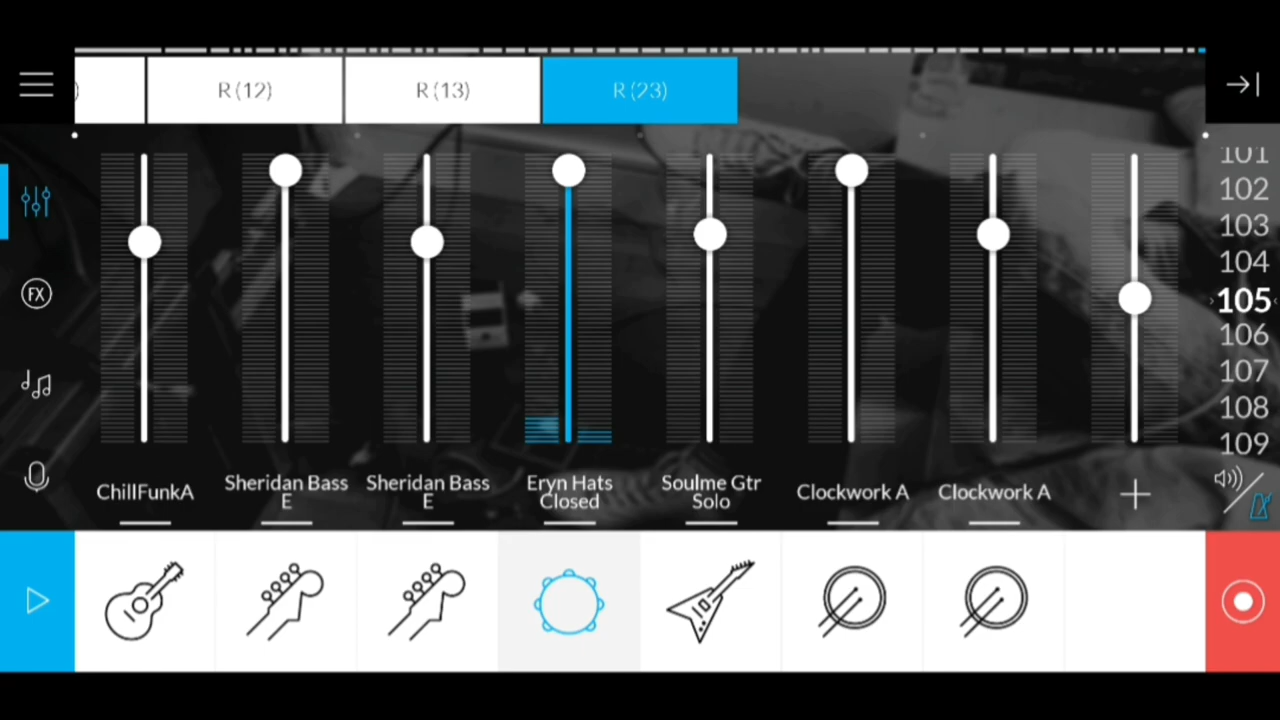 )
R (12)
R (13)
R (23)
101
102
103
104
105
106
107
108
109
FX
ChillFunkA
Sheridan Bass
E
Sheridan Bass
E
Eryn Hats
Closed
Soulme Gtr
Solo
Clockwork A
Clockwork A